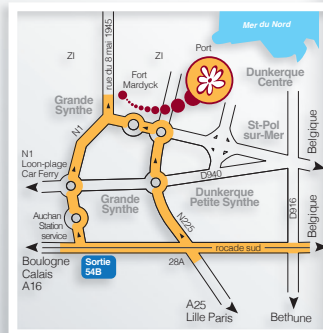 Mer du Nord
ZI
rue du 8 mai 1945
ZI
Port
Fort
Mardyck
Dunkerque
Centre
Grande
Synthe
N1
St-Pol
sur-Mer
N1
Loon-plage
Car Ferry
D940
Grande
Synthe
Dunkerque
Petite Synthe
Belgique
D916
Auchan
Station
service
N225
rocade sud
Belgique
Boulogne
Calais
A16
Sortie
54B
28A
A25
Lille Paris
Bethune